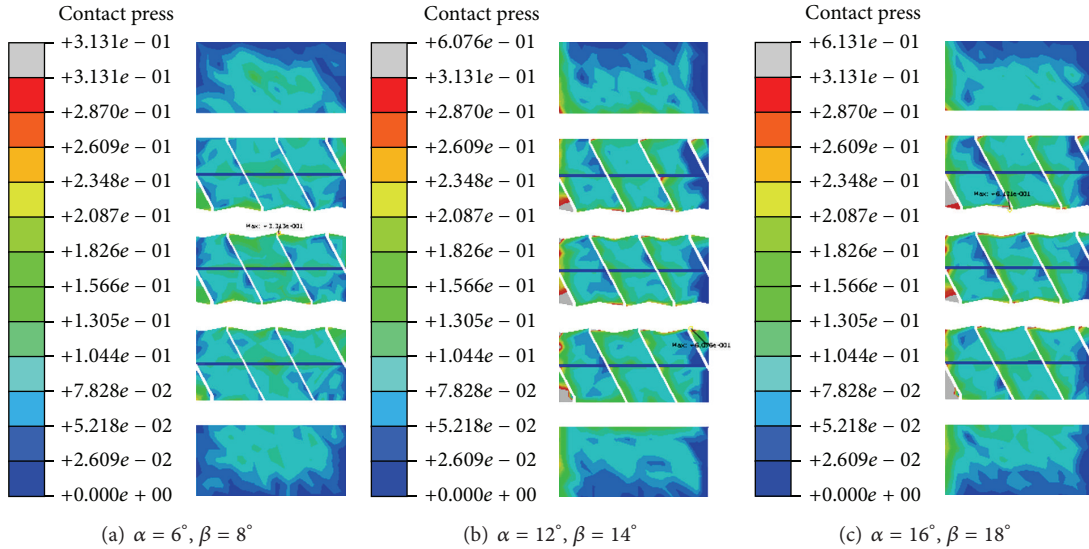 Contact press
+3.131e − 01
+3.131e − 01
+2.870e − 01
+2.609e − 01
+2.348e − 01
+2.087e − 01
+1.826e − 01
+1.566e − 01
+1.305e − 01
+1.044e − 01
+7.828e − 02
+5.218e − 02
+2.609e − 02
+0.000e + 00
(a) α = 6°, β = 8°
Contact press
+6.076e − 01
+3.131e − 01
+2.870e − 01
+2.609e − 01
+2.348e − 01
+2.087e − 01
+1.826e − 01
+1.566e − 01
+1.305e − 01
+1.044e − 01
+7.828e − 02
+5.218e − 02
+2.609e − 02
+0.000e + 00
Max: +6.076e-001
(b) α = 12°, β = 14°
Contact press
+6.131e − 01
+3.131e − 01
+2.870e − 01
+2.609e − 01
+2.348e − 01
+2.087e − 01
+1.826e − 01
+1.566e − 01
+1.305e − 01
+1.044e − 01
+7.828e − 02
+5.218e − 02
+2.609e − 02
+0.000e + 00
(c) α = 16°, β = 18°